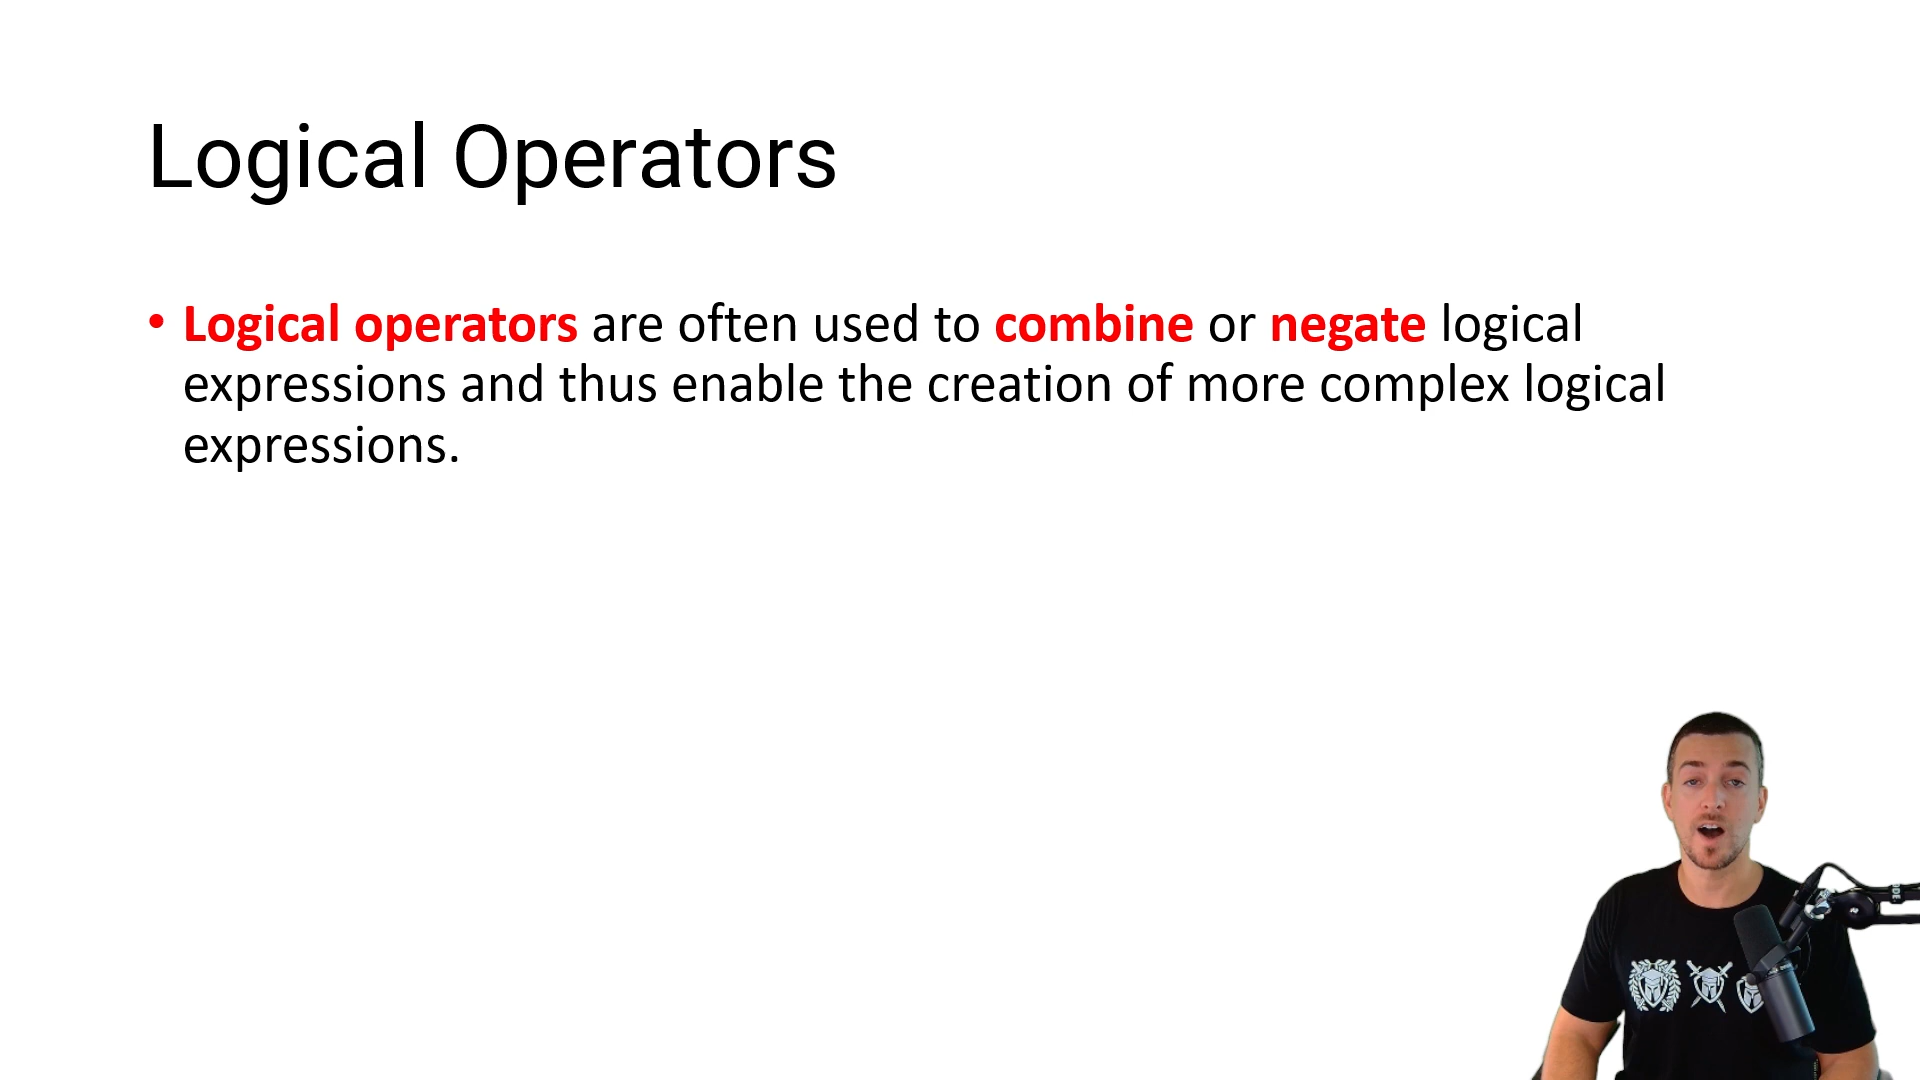 Logical Operators
• Logical operators are often used to combine or negate logical
expressions and thus enable the creation of more complex logical
expressions.